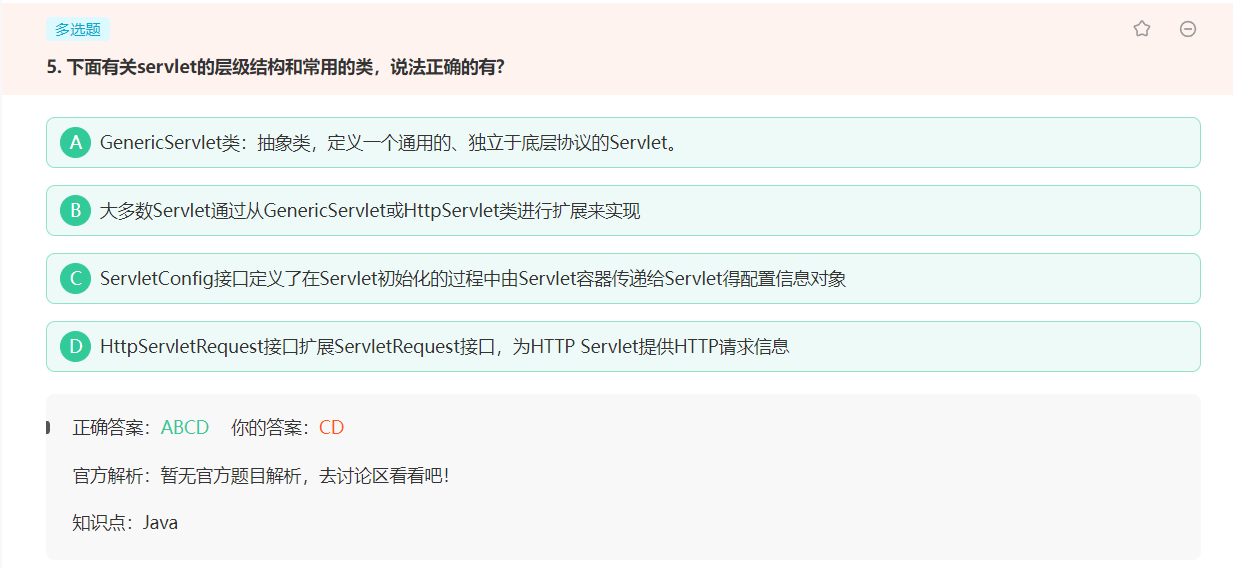 多选题
5. 下面有关servlet的层级结构和常用的类，说法正确的有?
A GenericServlet类：抽象类，定义一个通用的、独立于底层协议的Servlet。
B 大多数Servlet通过从GenericServlet或HttpServlet类进行扩展来实现
C ServletConfig接口定义了在Servlet初始化的过程中由Servlet容器传递给Servlet得配置信息对象
D HttpServletRequest接口扩展ServletRequest接口，为HTTP Servlet提供HTTP请求信息
正确答案：ABCD 你的答案：CD
官方解析：暂无官方题目解析，去讨论区看看吧！
知识点：Java